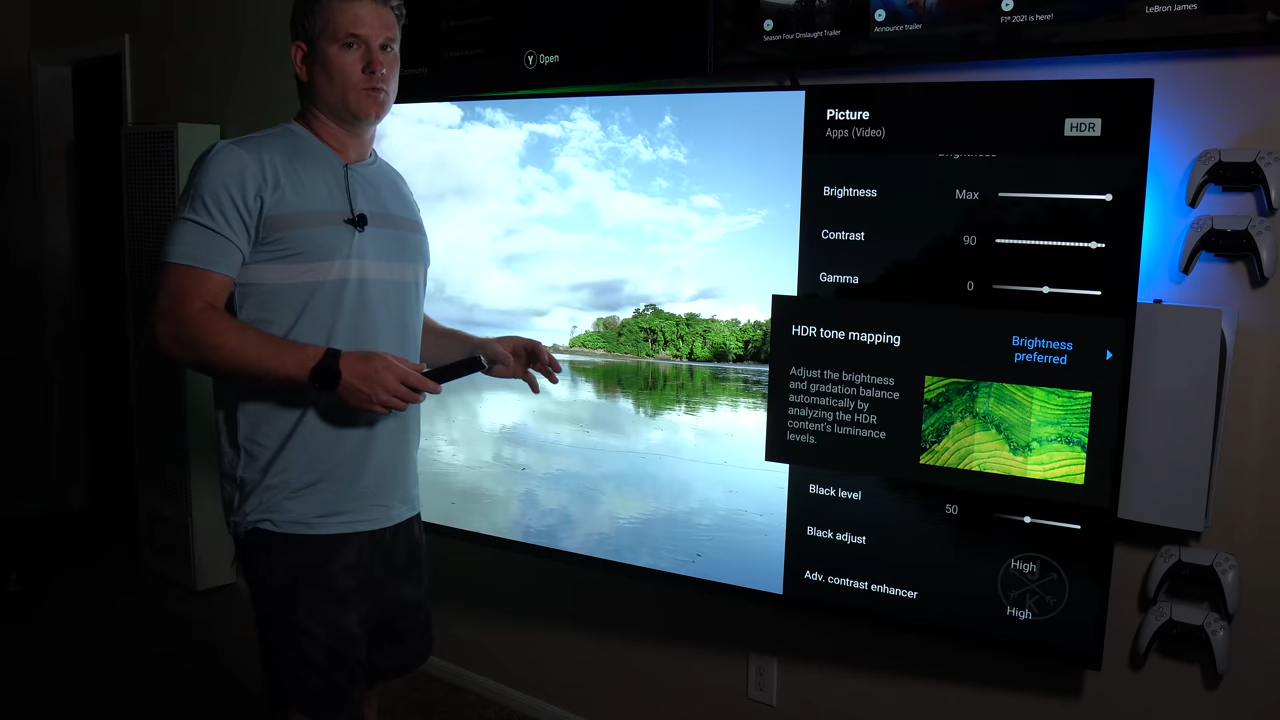 Season Four Onslaught Trailer
Announce trailer
F1® 2021 is here!
LeBron James
Y Open
Picture
Apps (Video)
HDR
Brightness
Brightness Max
Contrast 90
Gamma 0
HDR tone mapping
Brightness
preferred
Adjust the brightness
and gradation balance
automatically by
analyzing the HDR
content's luminance
levels.
Black level 50
Black adjust High
Adv. contrast enhancer High
K